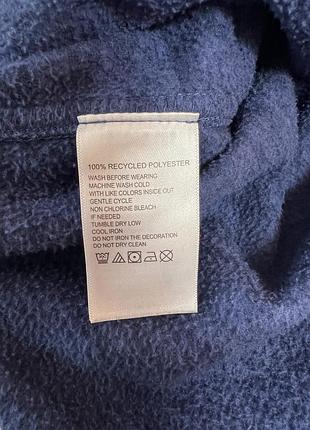 100% RECYCLED POLYESTER
WASH BEFORE WEARING
MACHINE WASH COLD
WITH LIKE COLORS INSIDE OUT
GENTLE CYCLE
NON CHLORINE BLEACH
IF NEEDED
TUMBLE DRY LOW
COOL IRON
DO NOT IRON THE DECORATION
DO NOT DRY CLEAN